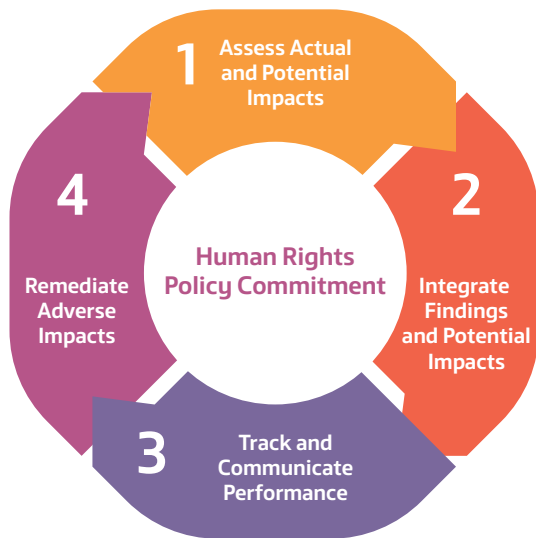 1
Assess Actual
and Potential
Impacts
2
Integrate
Findings
and Potential
Impacts
3
Track and
Communicate
Performance
4
Remediate
Adverse
Impacts
Human Rights
Policy Commitment